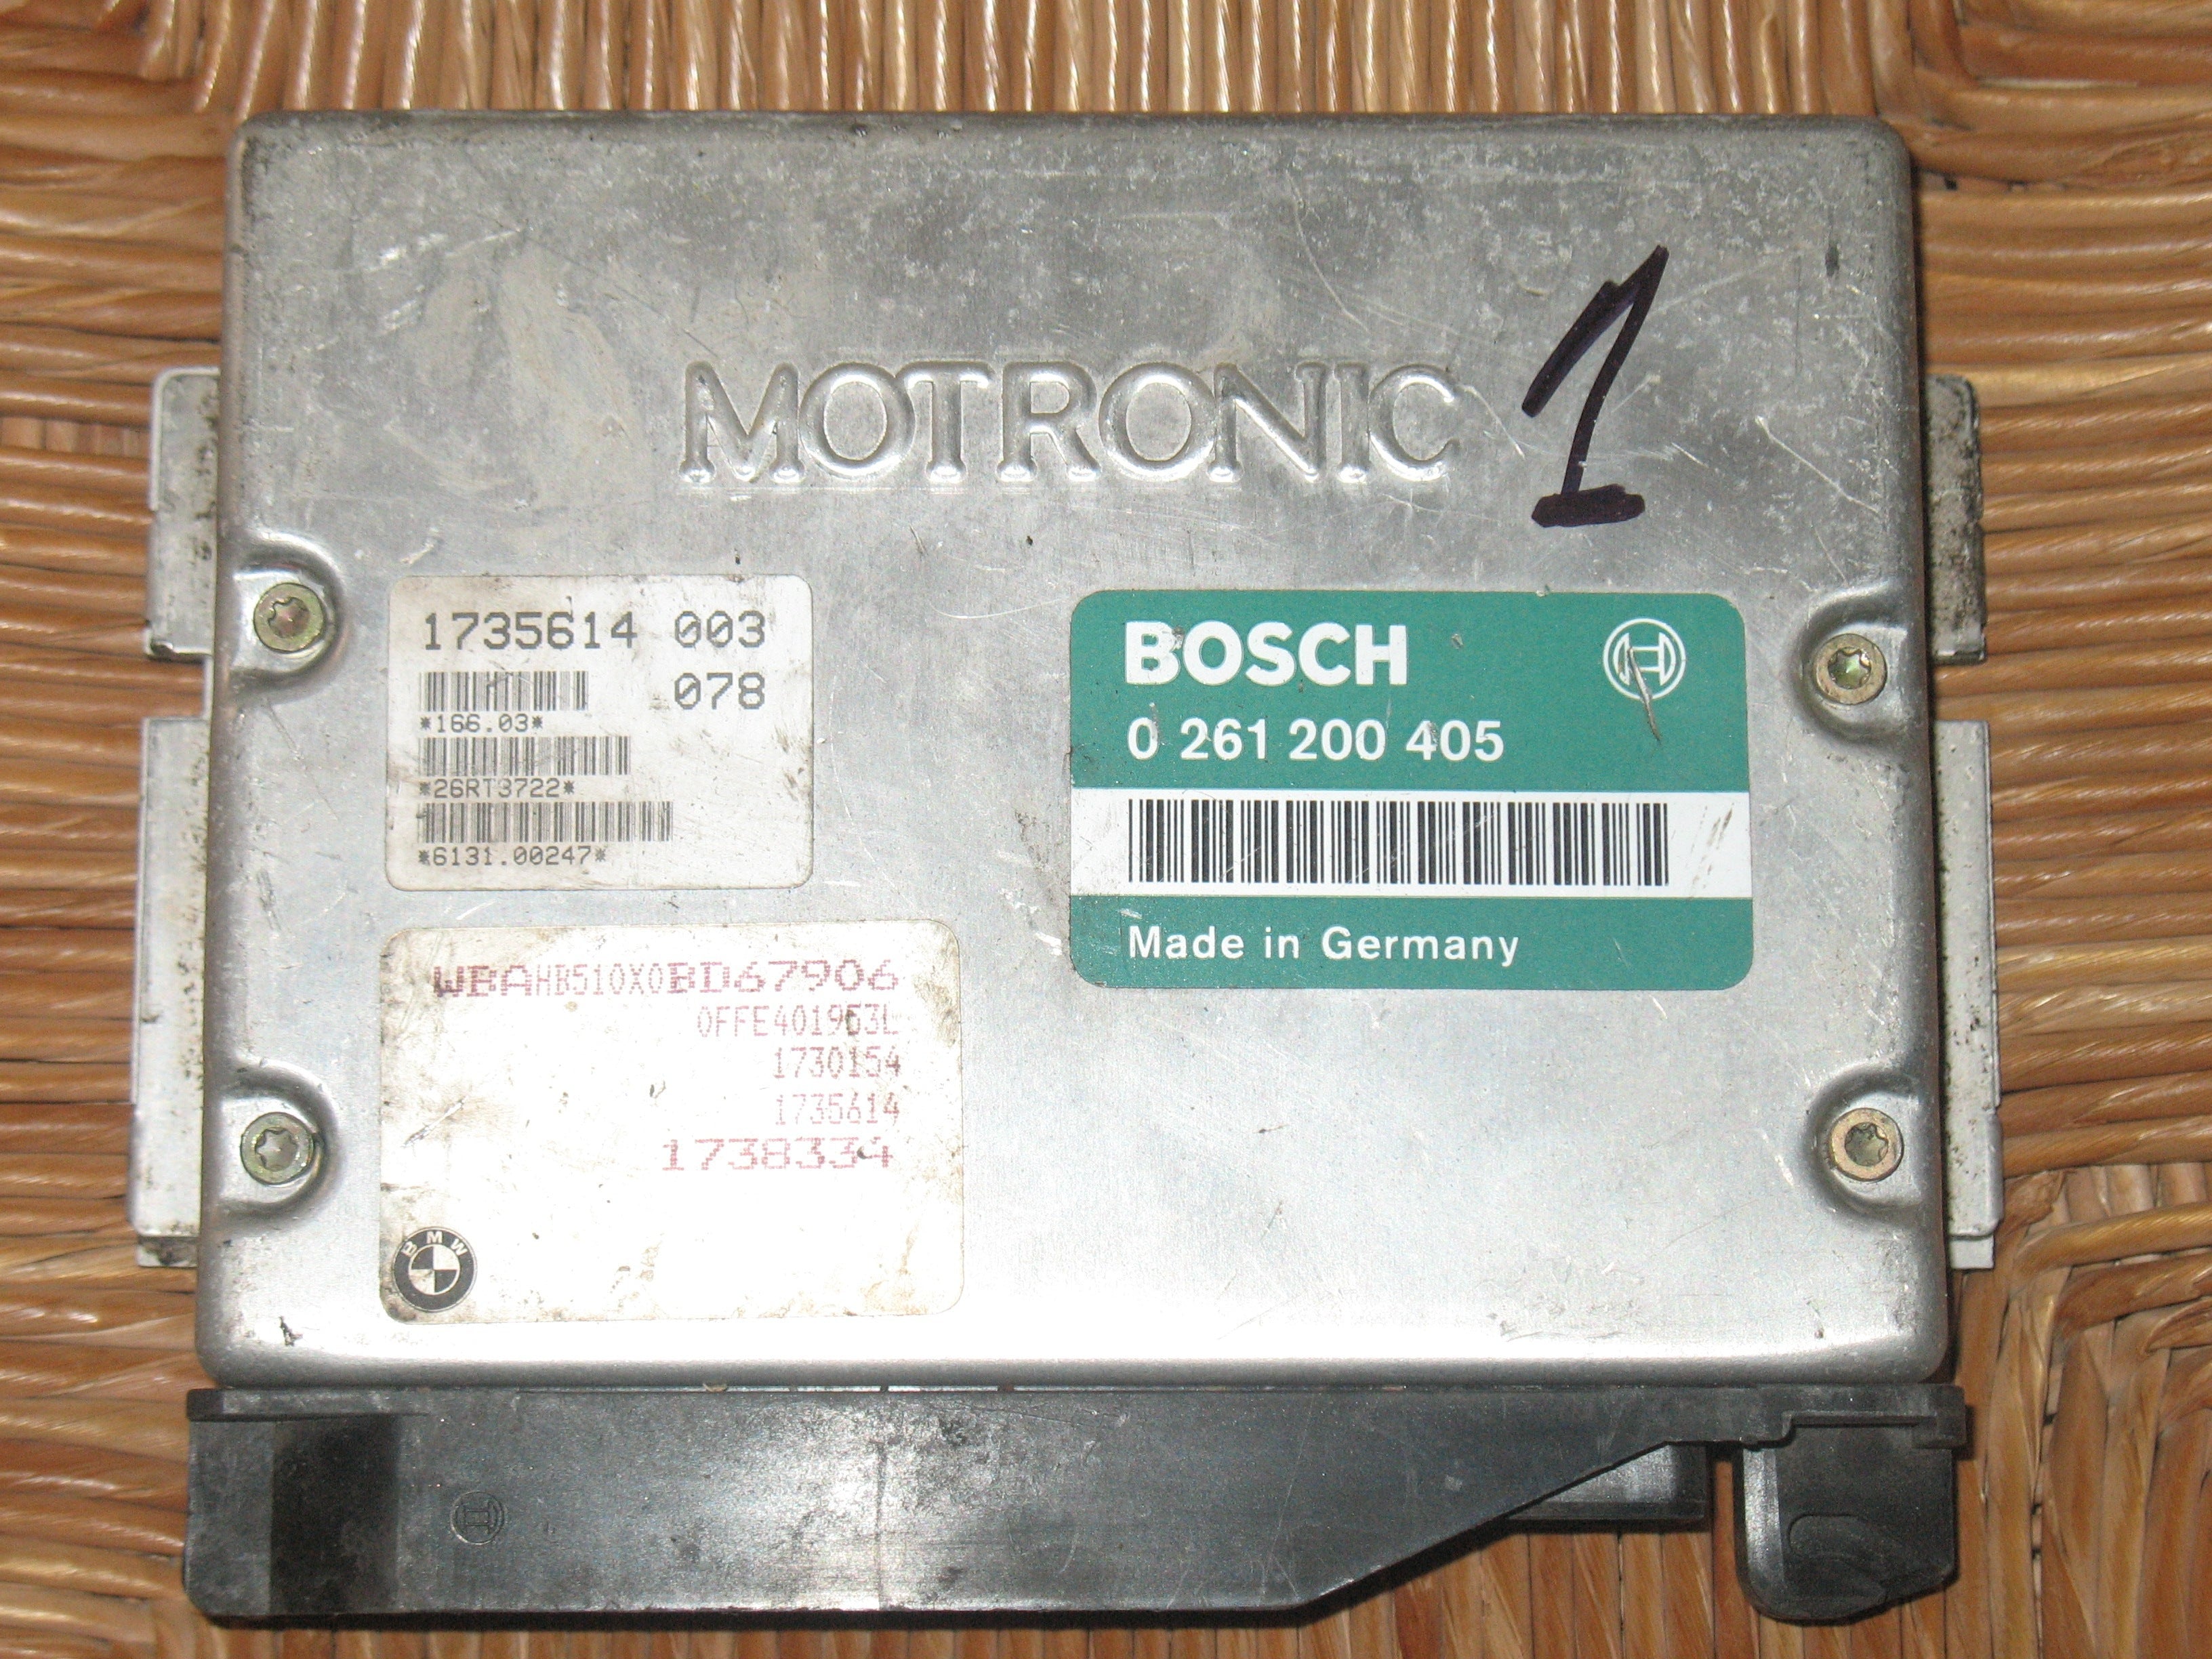 MOTRONIC
1
1735614 003
078
*166.03*
*26RT3722*
*6131.00247*
BOSCH
0 261 200 405
Made in Germany
WBAHB510X0BD67906
0FFE401953L
1730154
1735614
1738334
BMW